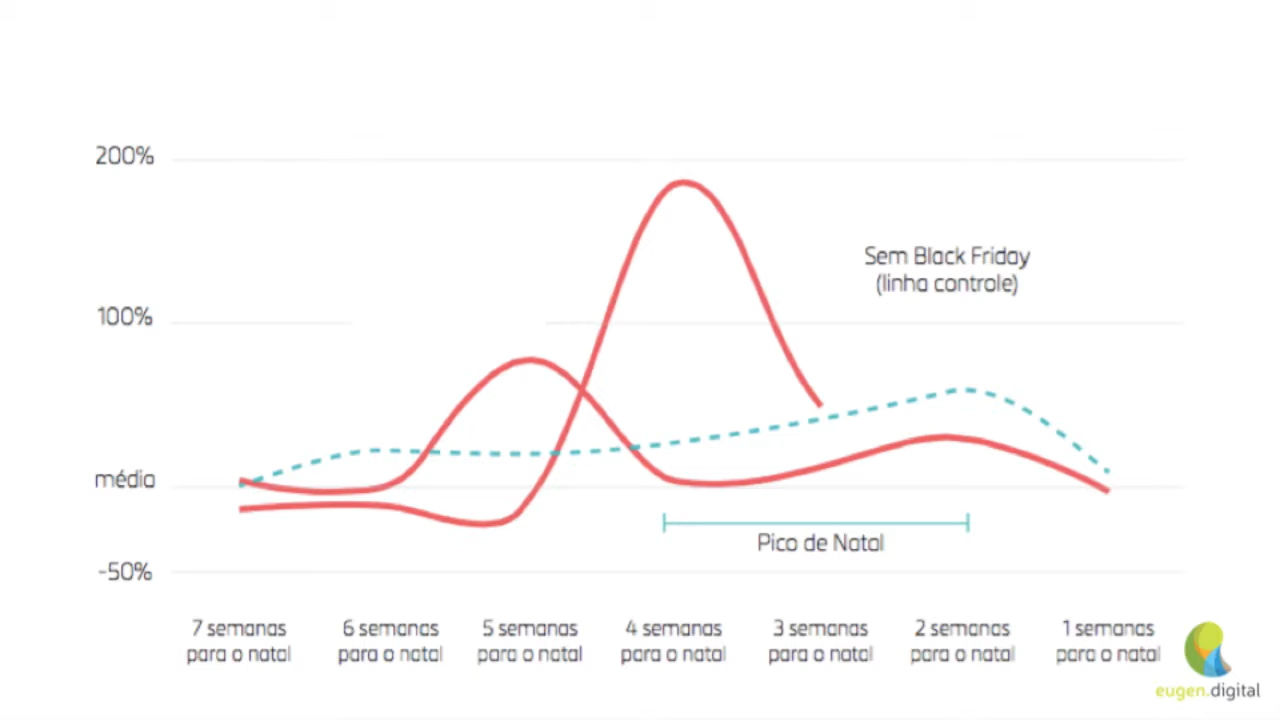 200%
Sem Black Friday
(linha controle)
100%
média
Pico de Natal
-50%
7 semanas
para o natal
6 semanas
para o natal
5 semanas
para o natal
4 semanas
para o natal
3 semanas
para o natal
2 semanas
para o natal
1 semanas
para o natal
eugen.digital